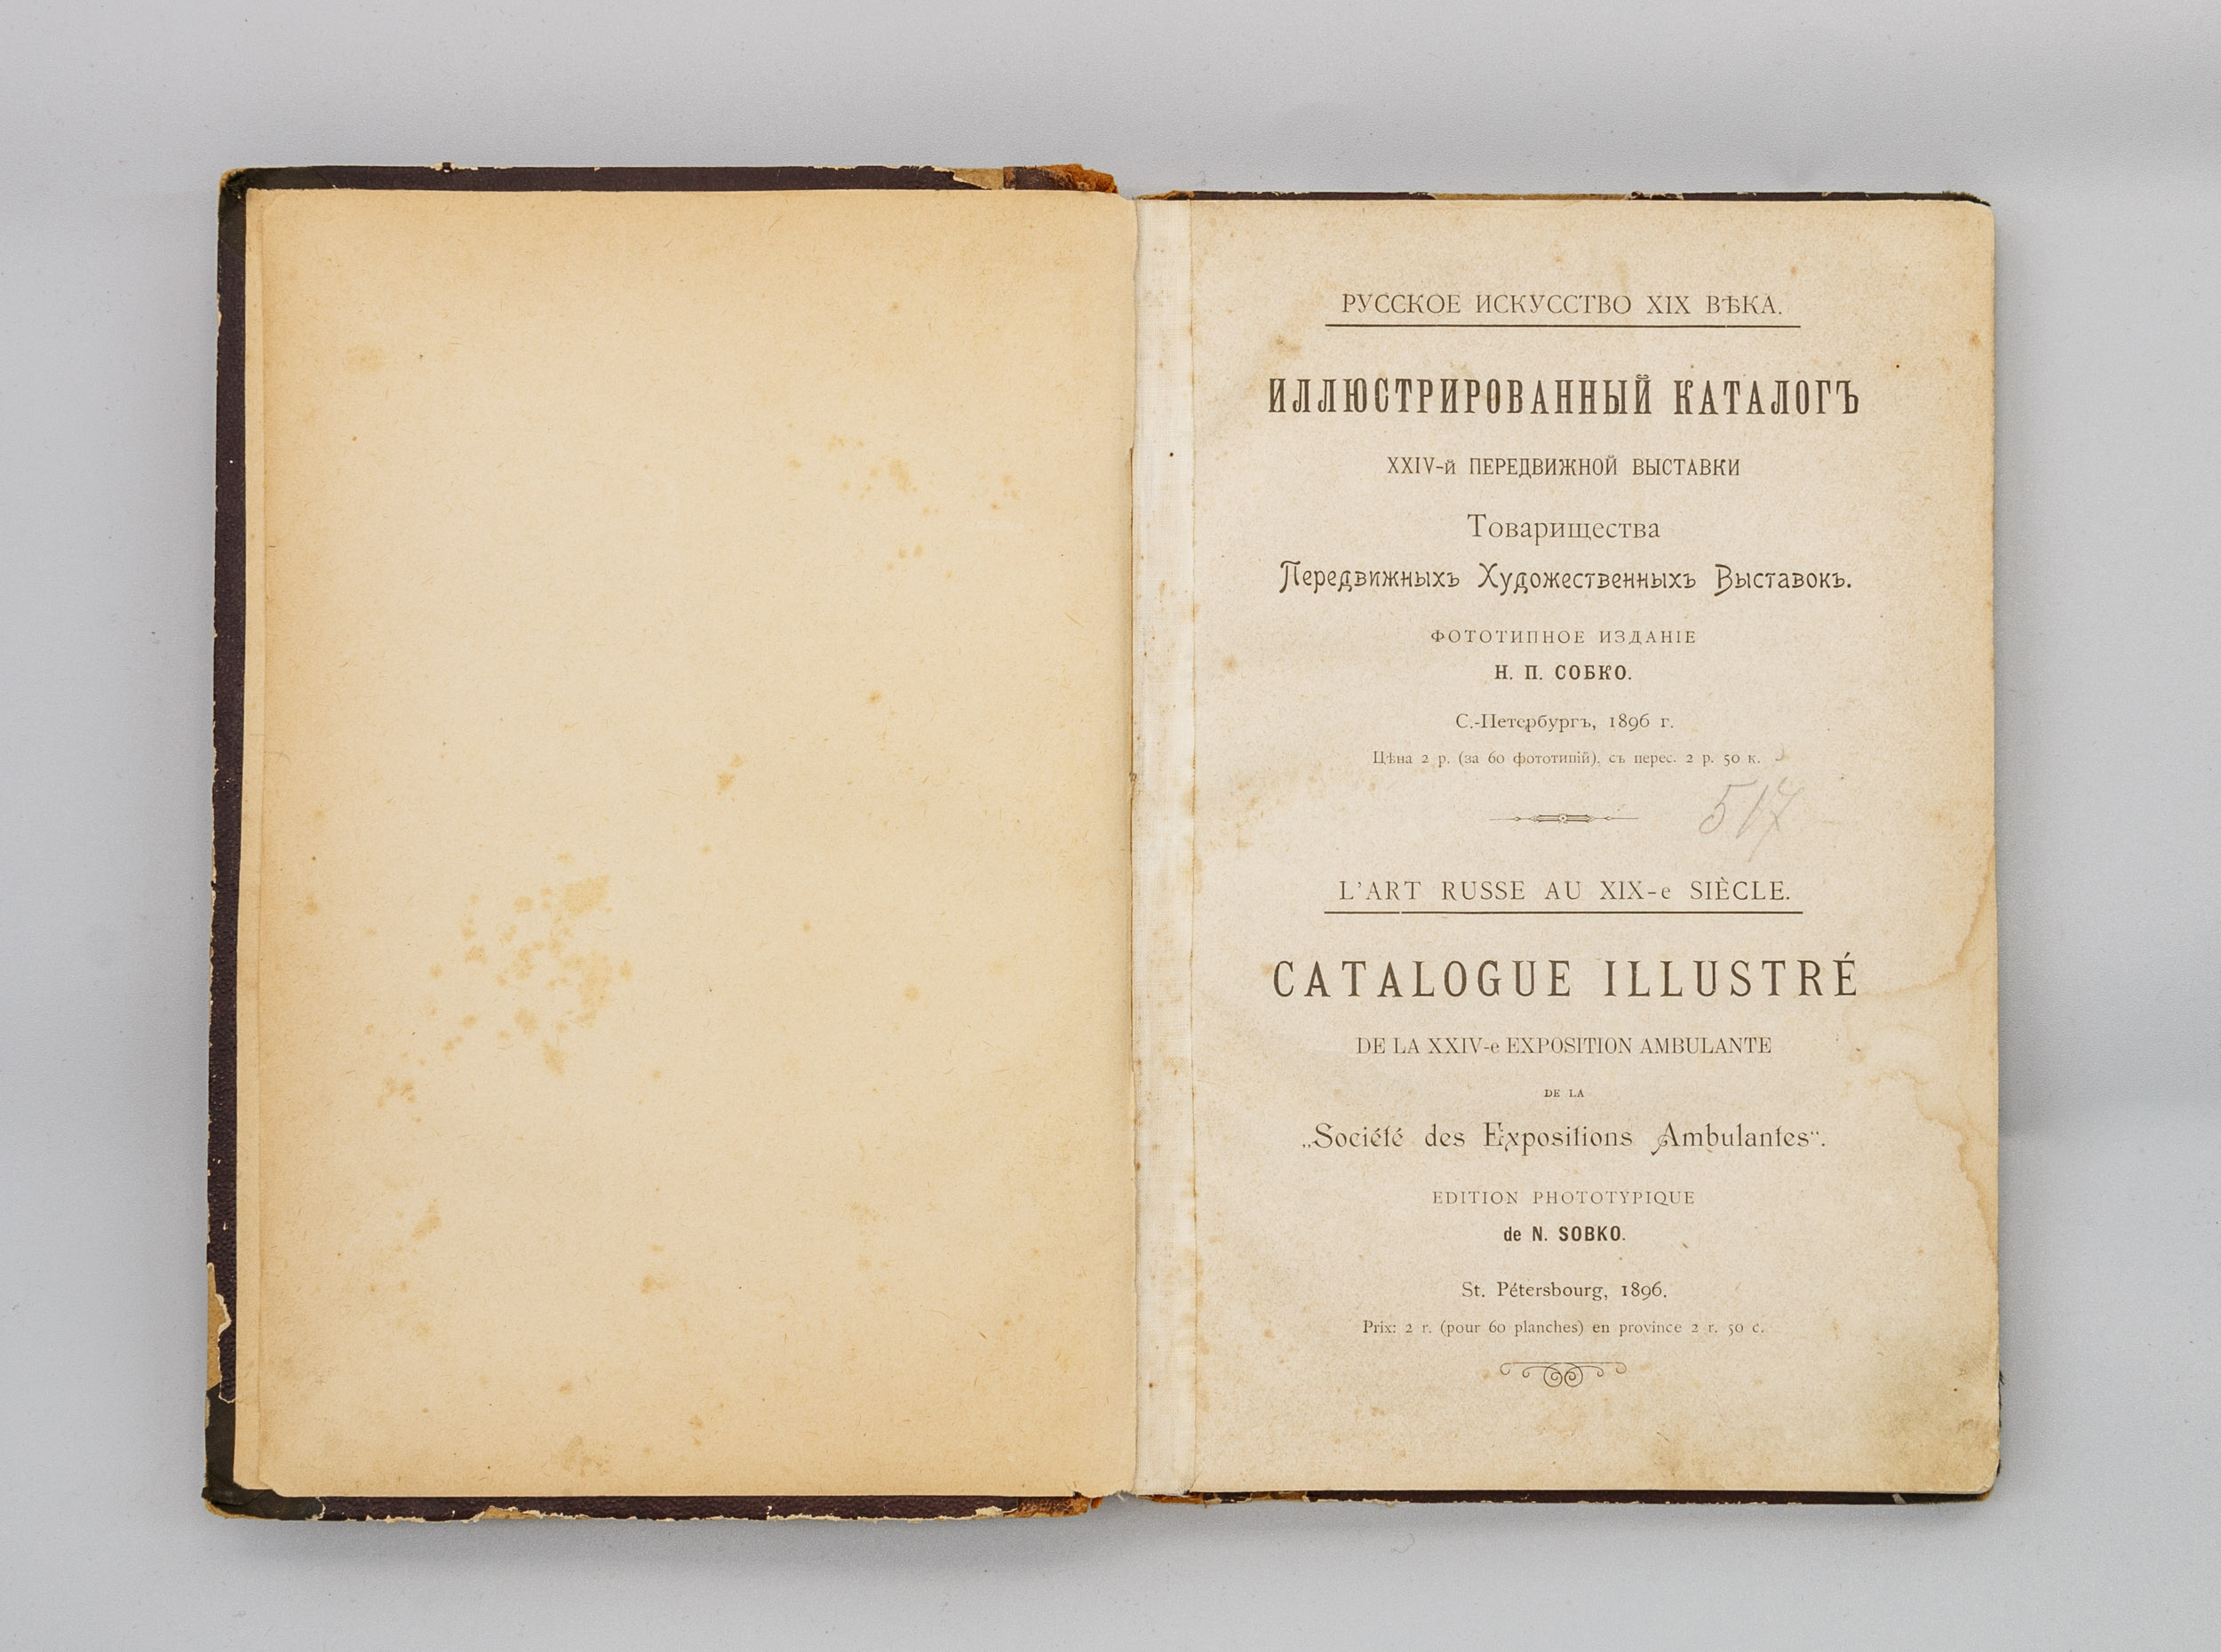 РУССКОЕ ИСКУССТВО XIX ВѢКА.
ИЛЛЮСТРИРОВАННЫЙ КАТАЛОГЪ
XXIV-й ПЕРЕДВИЖНОЙ ВЫСТАВКИ
Товарищества
Передвижныхъ Художественныхъ Выставокъ.
ФОТОТИПНОЕ ИЗДАНІЕ
Н. П. СОБКО.
С.-Петербургъ, 1896 г.
Цѣна 2 р. (за 60 фототипій), съ перес. 2 р. 50 к.
517
L'ART RUSSE AU XIX-e SIÈCLE.
CATALOGUE ILLUSTRÉ
DE LA XXIV-e EXPOSITION AMBULANTE
DE LA
„Société des Expositions Ambulantes“.
EDITION PHOTOTYPIQUE
de N. SOBKO.
St. Pétersbourg, 1896.
Prix: 2 r. (pour 60 planches) en province 2 r. 50 c.